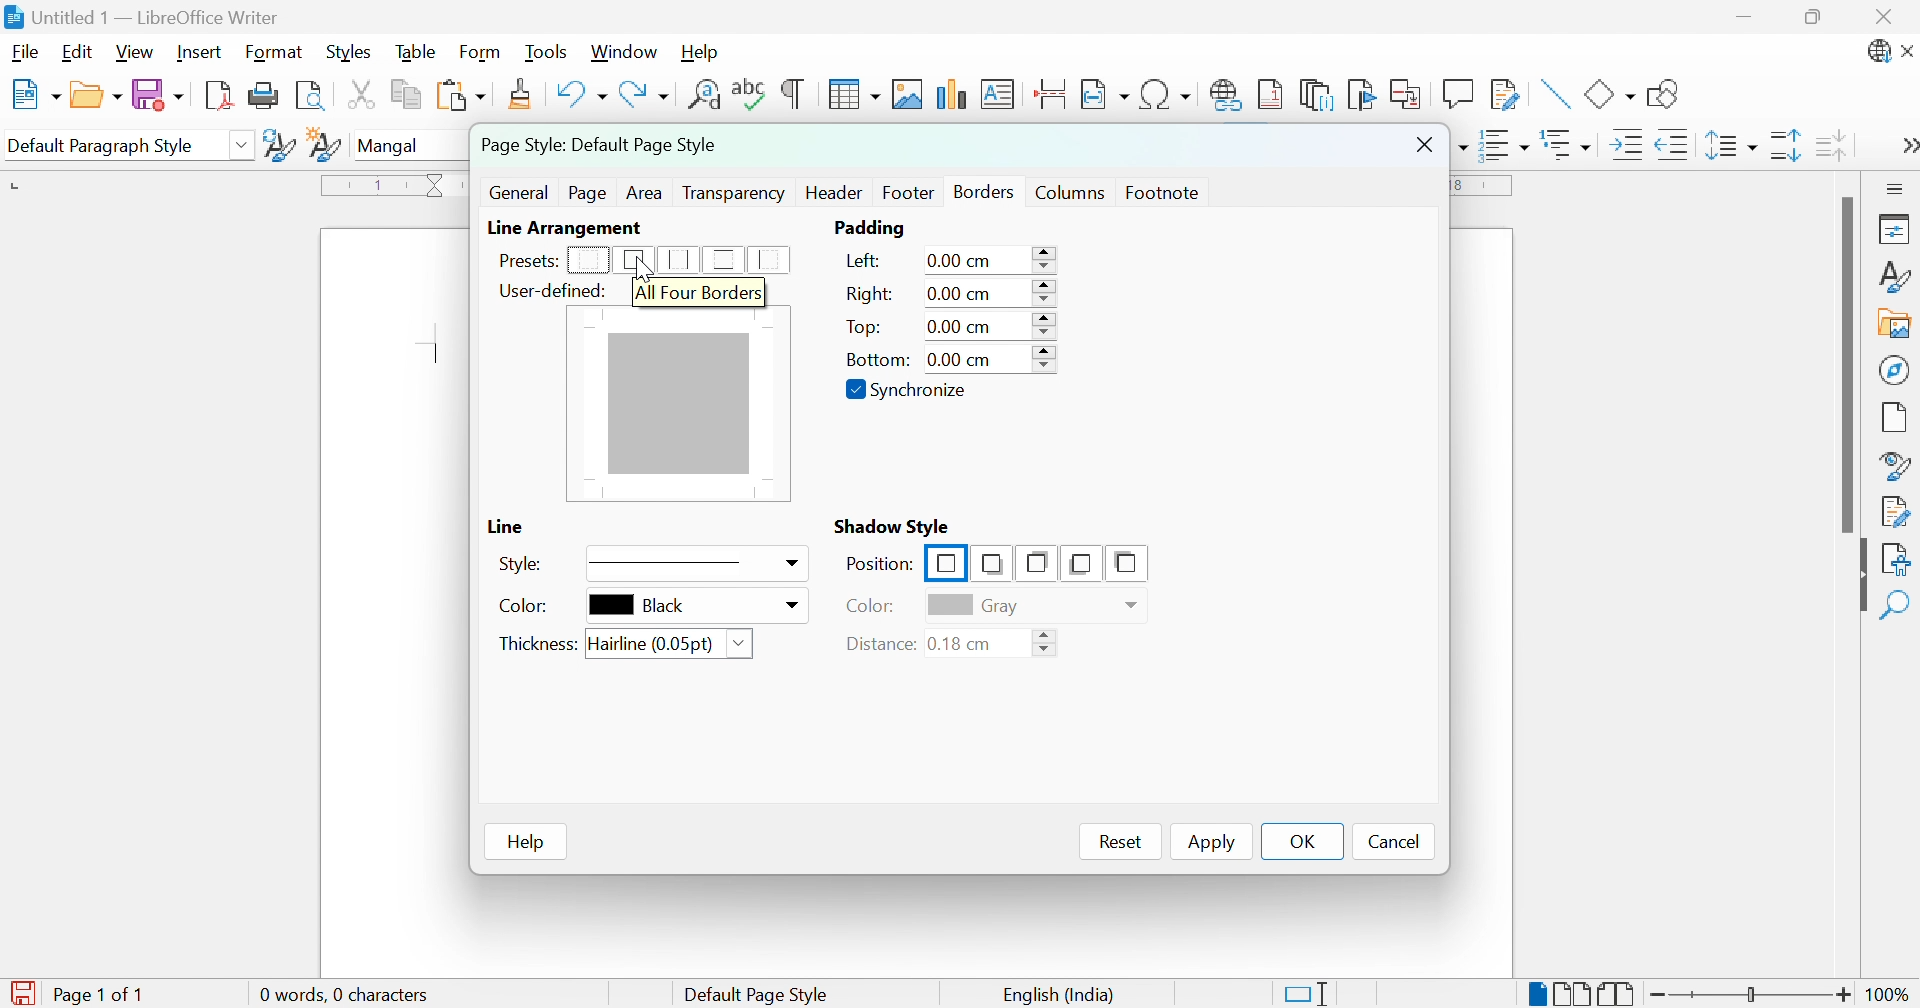 Untitled 1 — LibreOffice Writer
File Edit View Insert Format Styles Table Form Tools Window Help
Default Paragraph Style
Mangal
1
18
Page Style: Default Page Style
General Page Area Transparency Header Footer Borders Columns Footnote
Line Arrangement
Presets:
User-defined:
All Four Borders
Padding
Left: 0.00 cm
Right: 0.00 cm
Top: 0.00 cm
Bottom: 0.00 cm
Synchronize
Line
Style:
Color: Black
Thickness: Hairline (0.05pt)
Shadow Style
Position:
Color: Gray
Distance: 0.18 cm
Help Reset Apply OK Cancel
Page 1 of 1 0 words, 0 characters Default Page Style English (India) 100%